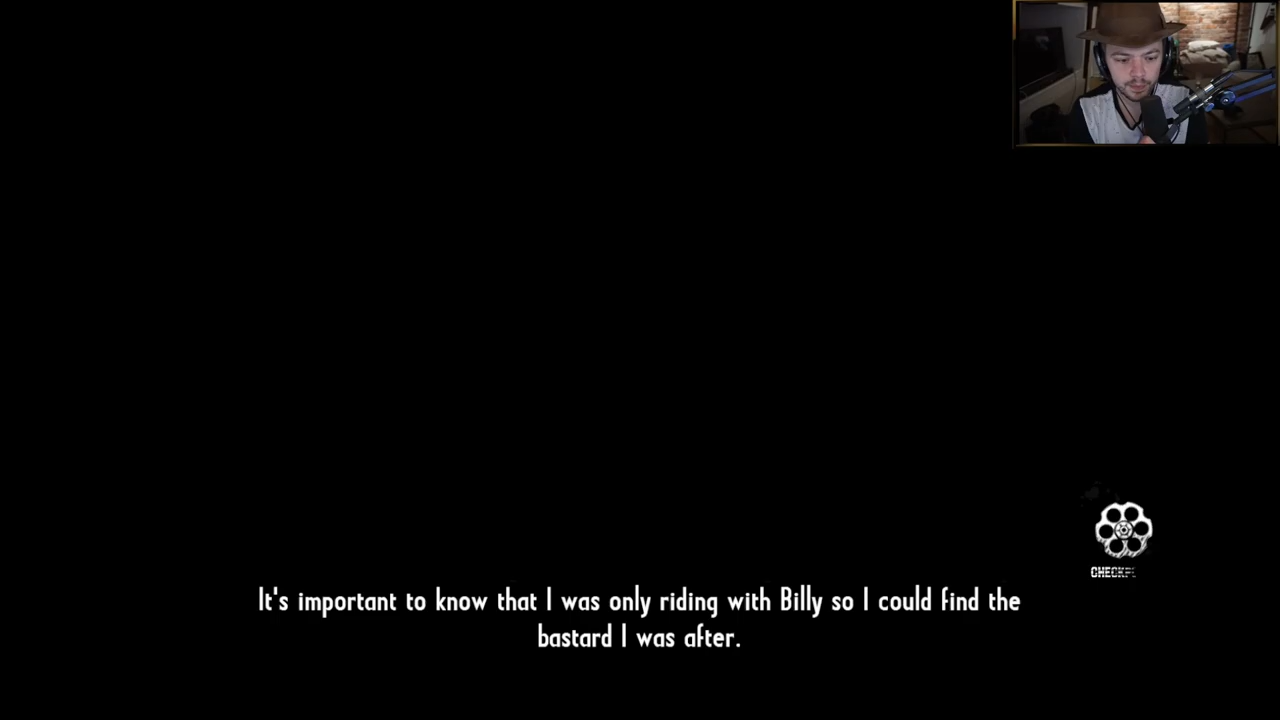 It's important to know that I was only riding with Billy so I could find the
bastard I was after.